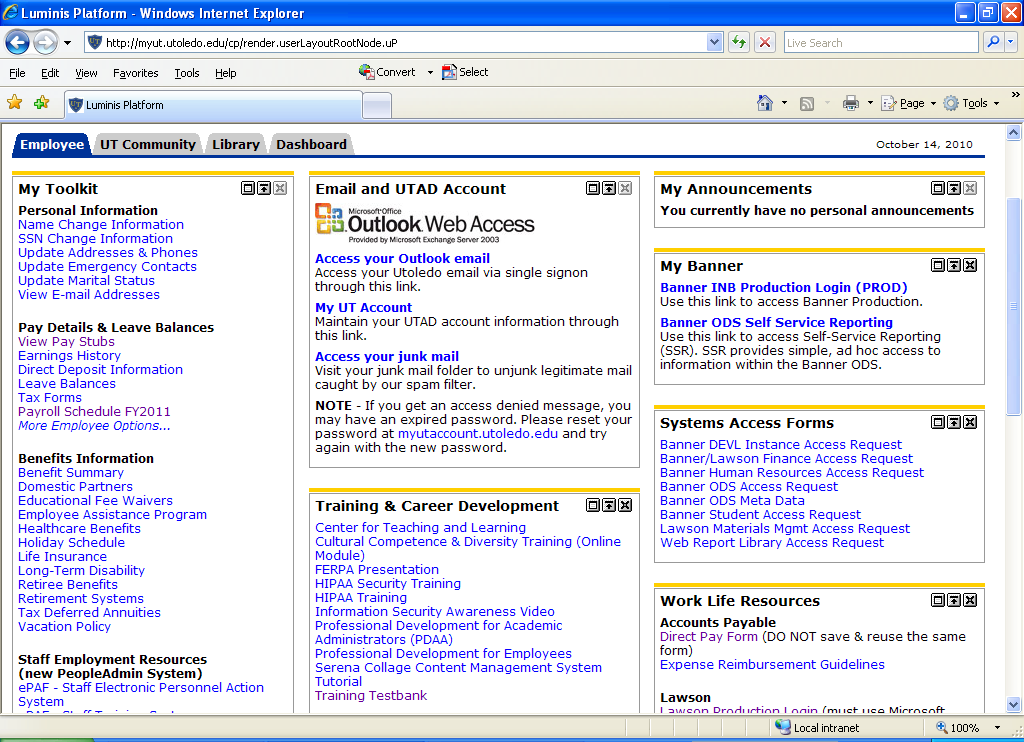 Luminis Platform - Windows Internet Explorer
http://myut.utoledo.edu/cp/render.userLayoutRootNode.uP
Live Search
File Edit View Favorites Tools Help
Convert Select
Luminis Platform
Page Tools
Employee UT Community Library Dashboard
October 14, 2010
My Toolkit
Personal Information
Name Change Information
SSN Change Information
Update Addresses & Phones
Update Emergency Contacts
Update Marital Status
View E-mail Addresses
Pay Details & Leave Balances
View Pay Stubs
Earnings History
Direct Deposit Information
Leave Balances
Tax Forms
Payroll Schedule FY2011
More Employee Options...
Benefits Information
Benefit Summary
Domestic Partners
Educational Fee Waivers
Employee Assistance Program
Healthcare Benefits
Holiday Schedule
Life Insurance
Long-Term Disability
Retiree Benefits
Retirement Systems
Tax Deferred Annuities
Vacation Policy
Staff Employment Resources
(new PeopleAdmin System)
ePAF - Staff Electronic Personnel Action
System
Email and UTAD Account
Microsoft Office
Outlook Web Access
Provided by Microsoft Exchange Server 2003
Access your Outlook email
Access your Utoledo email via single signon
through this link.
My UT Account
Maintain your UTAD account information through
this link.
Access your junk mail
Visit your junk mail folder to unjunk legitimate mail
caught by our spam filter.
NOTE - If you get an access denied message, you
may have an expired password. Please reset your
password at myutaccount.utoledo.edu and try
again with the new password.
Training & Career Development
Center for Teaching and Learning
Cultural Competence & Diversity Training (Online
Module)
FERPA Presentation
HIPAA Security Training
HIPAA Training
Information Security Awareness Video
Professional Development for Academic
Administrators (PDAA)
Professional Development for Employees
Serena Collage Content Management System
Tutorial
Training Testbank
My Announcements
You currently have no personal announcements
My Banner
Banner INB Production Login (PROD)
Use this link to access Banner Production.
Banner ODS Self Service Reporting
Use this link to access Self-Service Reporting
(SSR). SSR provides simple, ad hoc access to
information within the Banner ODS.
Systems Access Forms
Banner DEVL Instance Access Request
Banner/Lawson Finance Access Request
Banner Human Resources Access Request
Banner ODS Access Request
Banner ODS Meta Data
Banner Student Access Request
Lawson Materials Mgmt Access Request
Web Report Library Access Request
Work Life Resources
Accounts Payable
Direct Pay Form (DO NOT save & reuse the same
form)
Expense Reimbursement Guidelines
Lawson
Lawson Production Login (must use Microsoft
Local intranet
100%